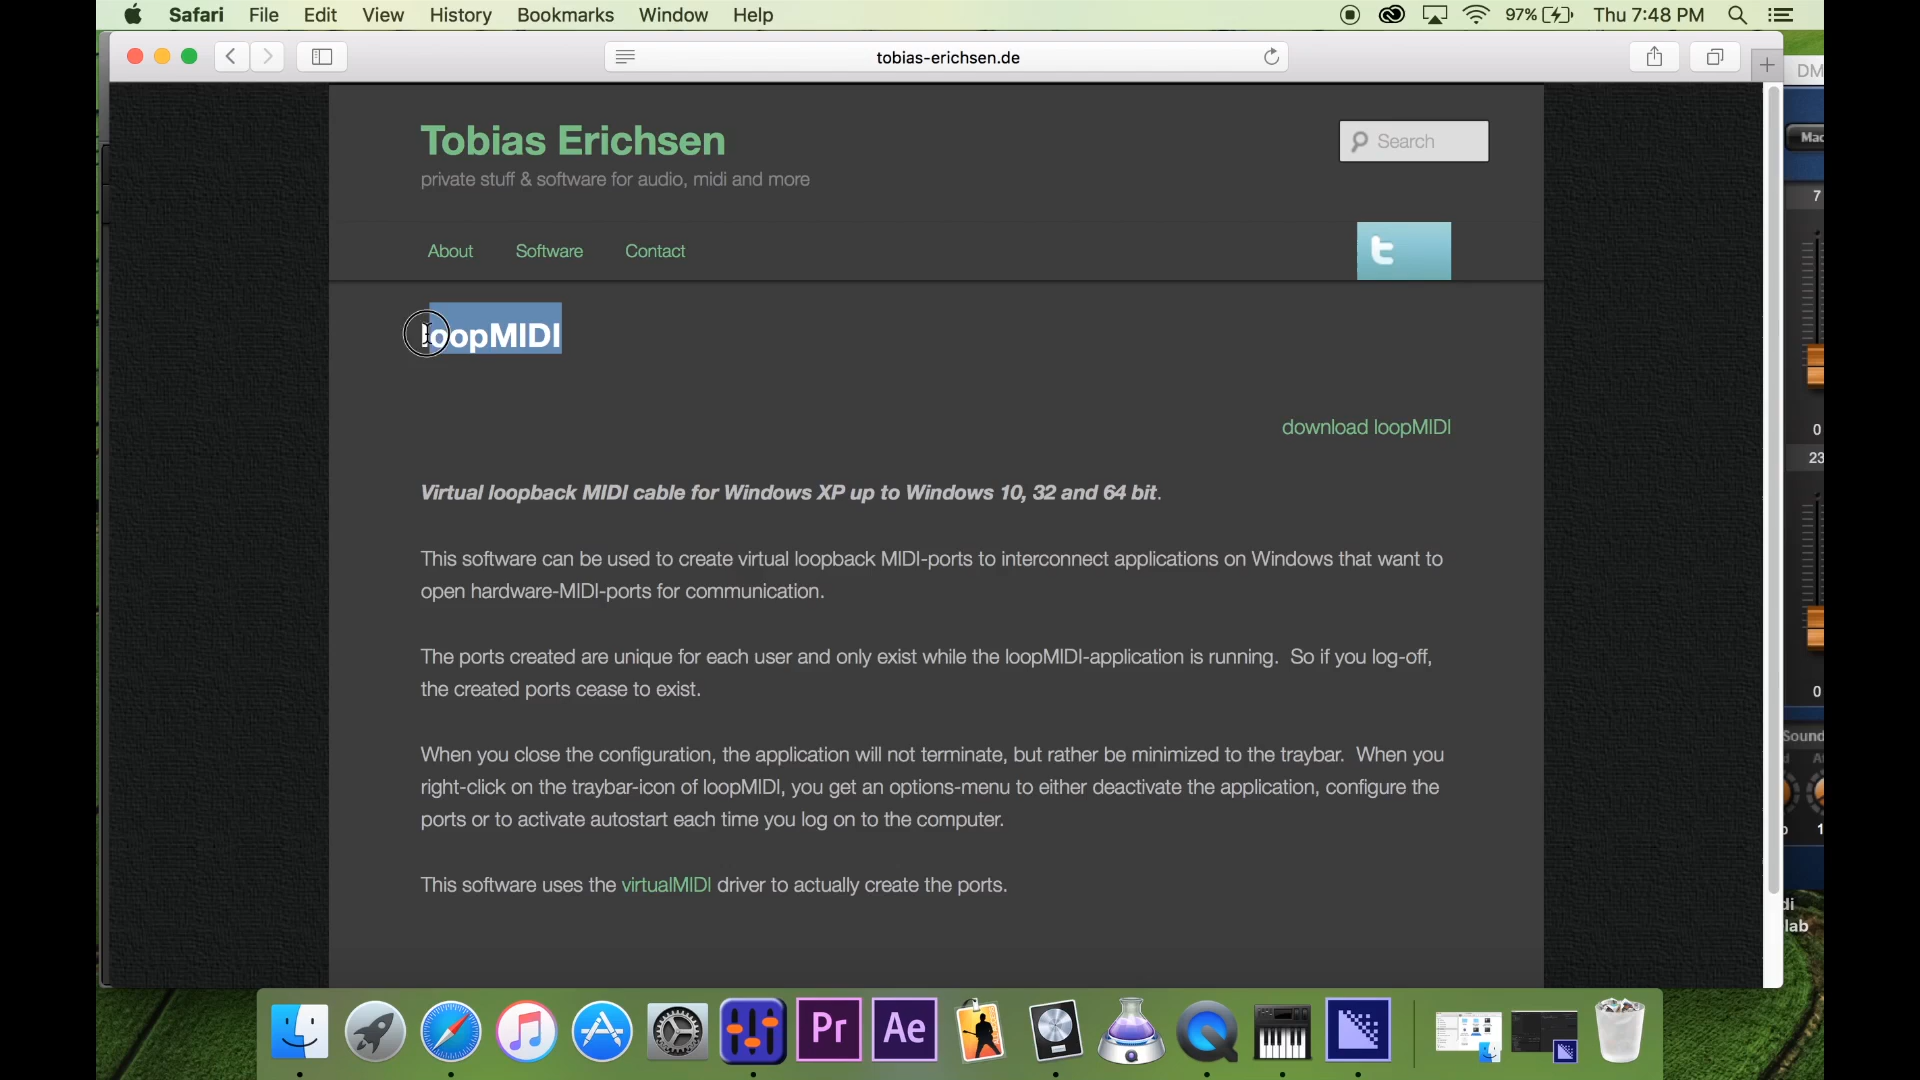 Safari File Edit View History Bookmarks Window Help 97% Thu 7:48 PM
tobias-erichsen.de
DM
Tobias Erichsen
Search
private stuff & software for audio, midi and more
Mac
7
About Software Contact
t
loopMIDI
download loopMIDI
0
23
Virtual loopback MIDI cable for Windows XP up to Windows 10, 32 and 64 bit.
This software can be used to create virtual loopback MIDI-ports to interconnect applications on Windows that want to
open hardware-MIDI-ports for communication.
The ports created are unique for each user and only exist while the loopMIDI-application is running. So if you log-off,
the created ports cease to exist.
0
Sound
When you close the configuration, the application will not terminate, but rather be minimized to the traybar. When you
right-click on the traybar-icon of loopMIDI, you get an options-menu to either deactivate the application, configure the
ports or to activate autostart each time you log on to the computer.
This software uses the virtualMIDI driver to actually create the ports.
lab
Pr Ae